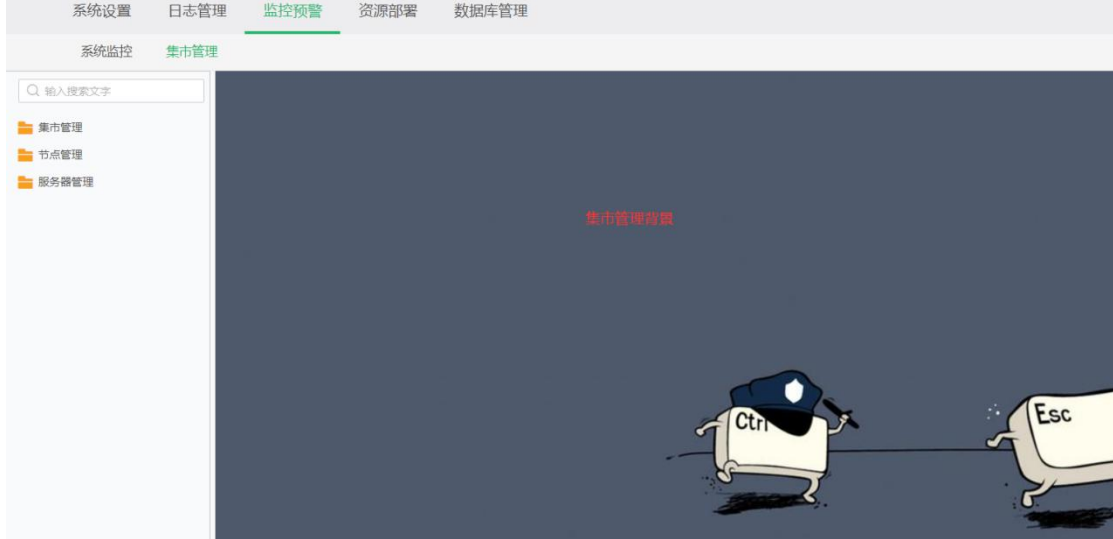 系统设置 日志管理 监控预警 资源部署 数据库管理
系统监控 集市管理
输入搜索文字
集市管理
节点管理
服务器管理
集市管理背景
Ctrl
Esc